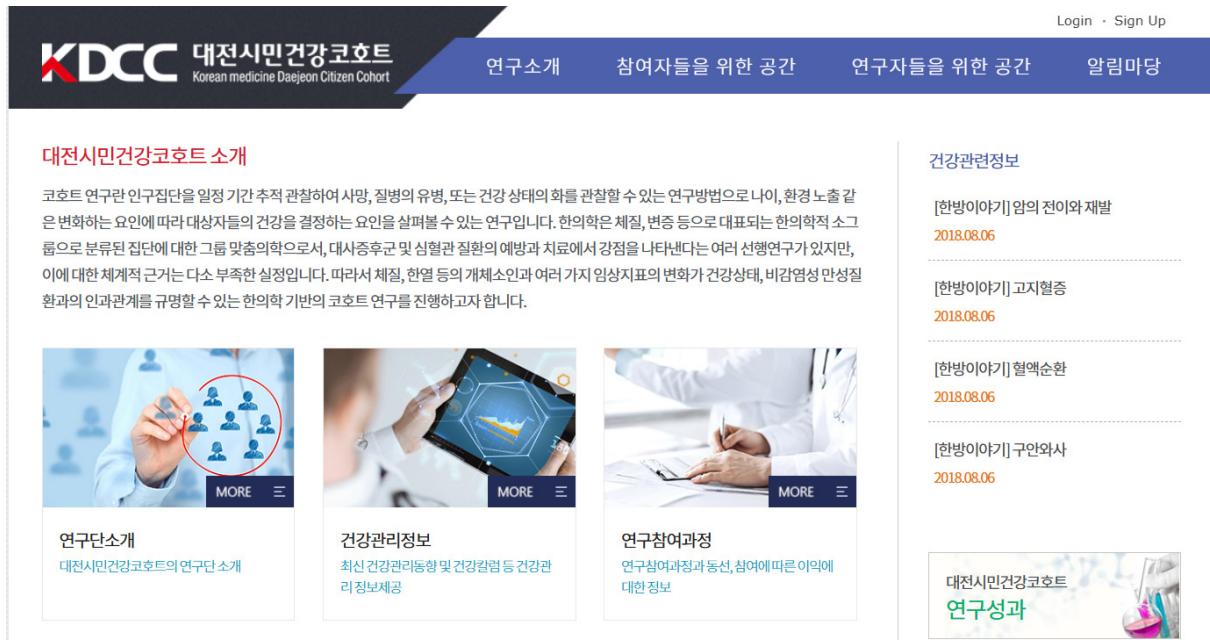 Login · Sign Up
KDCC 대전시민건강코호트
Korean medicine Daejeon Citizen Cohort
연구소개 참여자들을 위한 공간 연구자들을 위한 공간 알림마당
대전시민건강코호트 소개
코호트 연구란 인구집단을 일정 기간 추적 관찰하여 사망, 질병의 유병, 또는 건강 상태의 화를 관찰할 수 있는 연구방법으로 나이, 환경 노출 같
은 변화하는 요인에 따라 대상자들의 건강을 결정하는 요인을 살펴볼 수 있는 연구입니다. 한의학은 체질, 변증 등으로 대표되는 한의학적 소그
룹으로 분류된 집단에 대한 그룹 맞춤의학으로서, 대사증후군 및 심혈관 질환의 예방과 치료에서 강점을 나타낸다는 여러 선행연구가 있지만,
이에 대한 체계적 근거는 다소 부족한 실정입니다. 따라서 체질, 한열 등의 개체소인과 여러 가지 임상지표의 변화가 건강상태, 비감염성 만성질
환과의 인과관계를 규명할 수 있는 한의학 기반의 코호트 연구를 진행하고자 합니다.
MORE
연구단소개
대전시민건강코호트의 연구단 소개
MORE
건강관리정보
최신 건강관리동향 및 건강칼럼 등 건강관
리 정보제공
MORE
연구참여과정
연구참여과정과 동선, 참여에 따른 이익에
대한 정보
건강관련정보
[한방이야기] 암의 전이와 재발
2018.08.06
[한방이야기] 고지혈증
2018.08.06
[한방이야기] 혈액순환
2018.08.06
[한방이야기] 구안와사
2018.08.06
대전시민건강코호트
연구성과